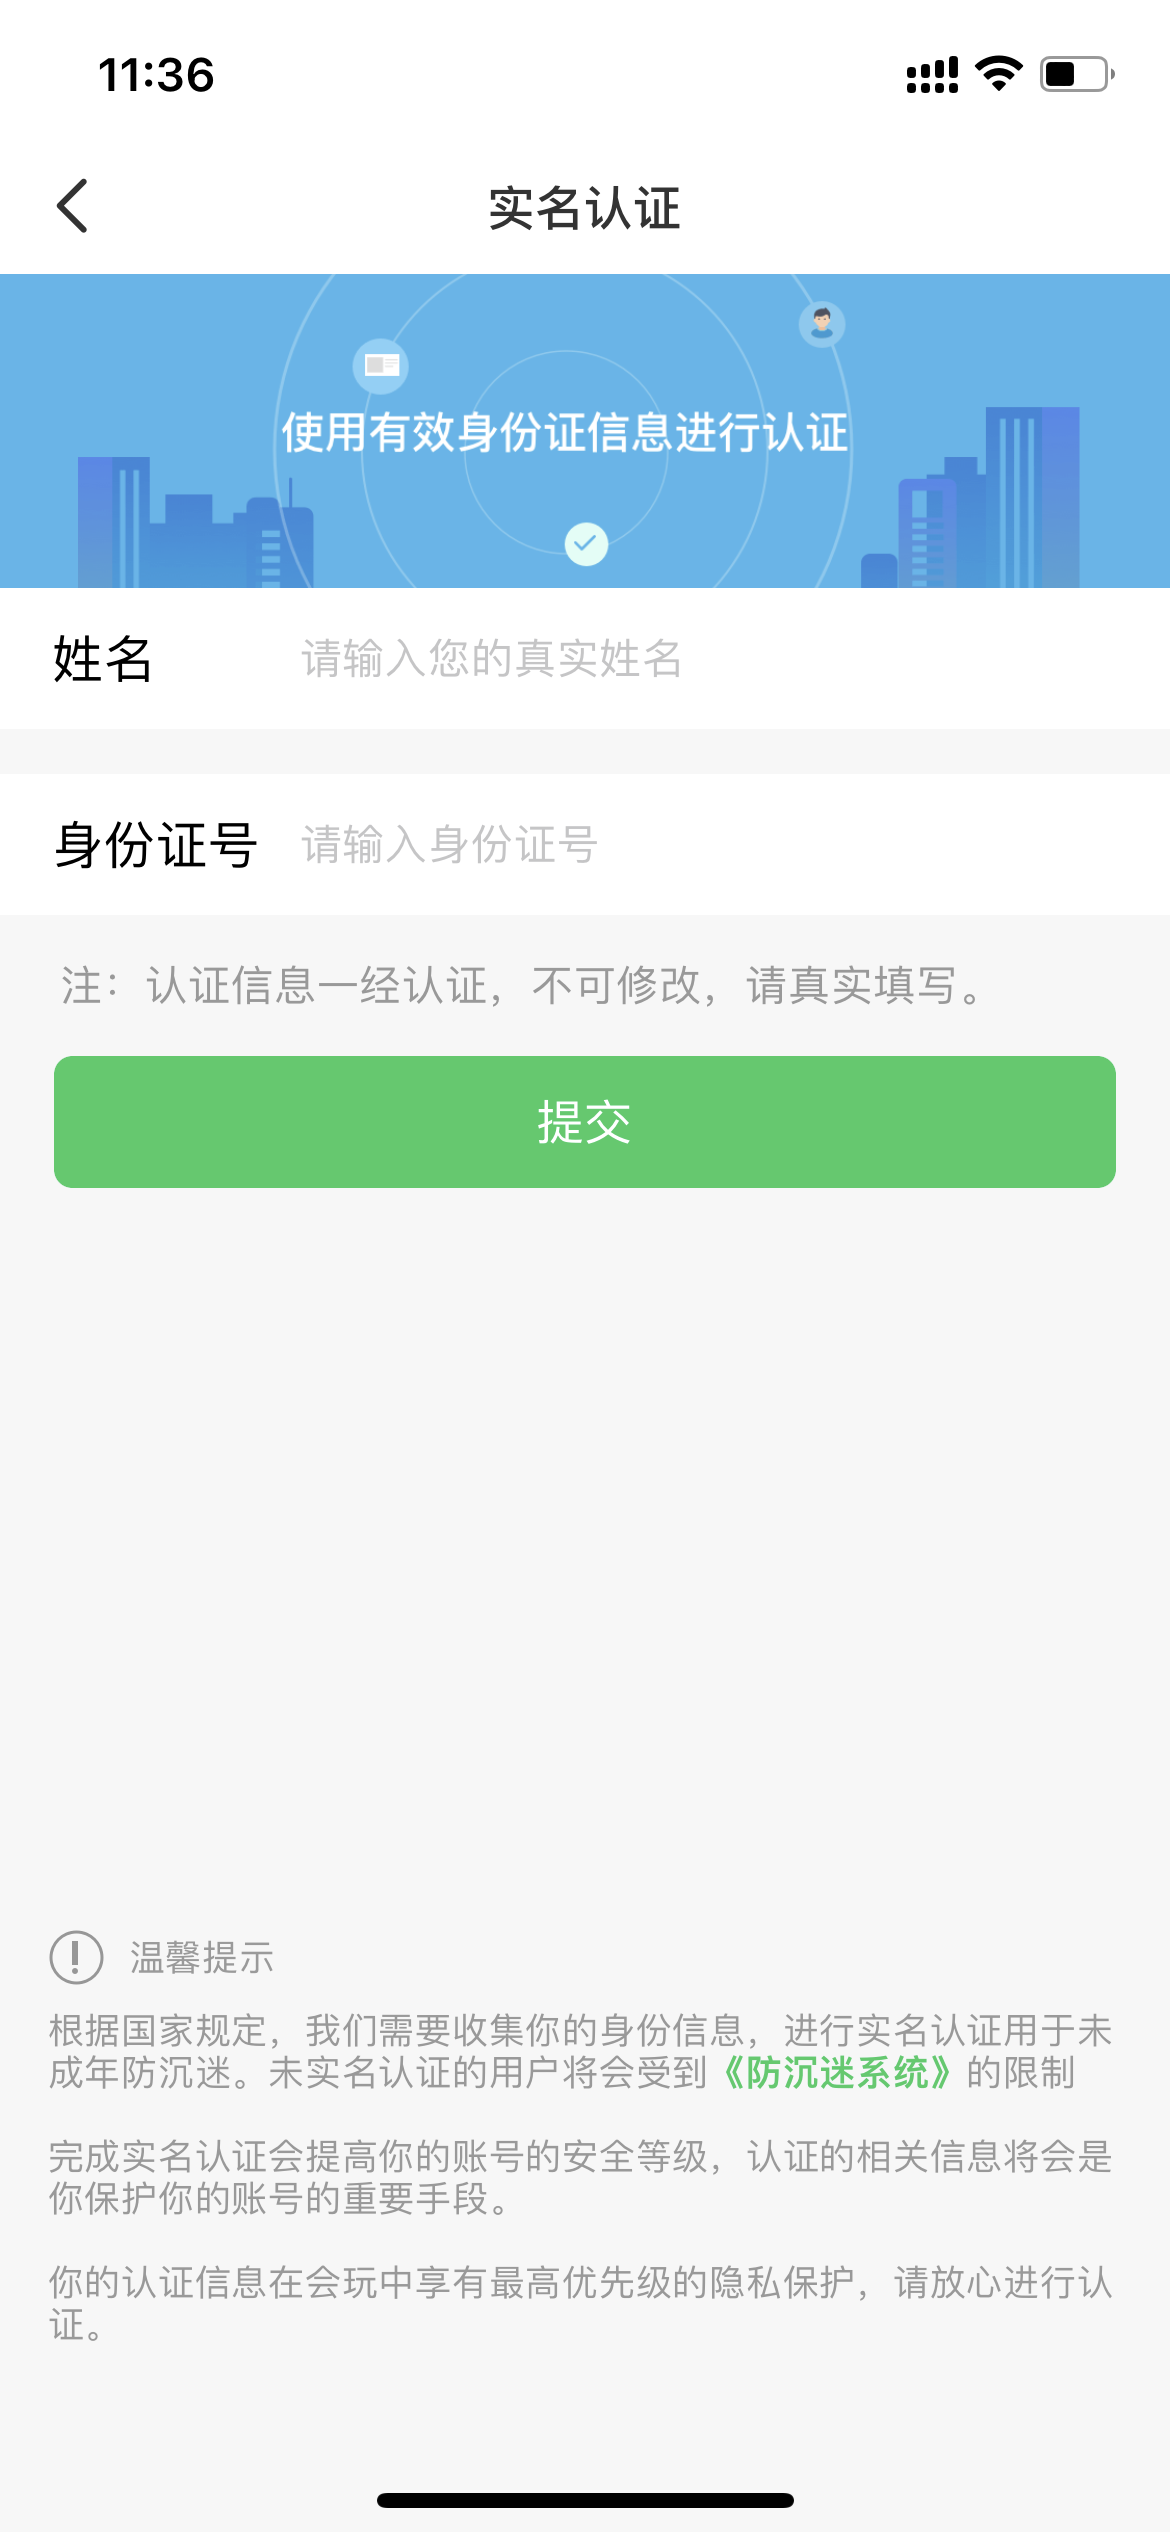 11:36
实名认证
使用有效身份证信息进行认证
姓名 请输入您的真实姓名
身份证号 请输入身份证号
注：认证信息一经认证，不可修改，请真实填写。
提交
温馨提示
根据国家规定，我们需要收集你的身份信息，进行实名认证用于未
成年防沉迷。未实名认证的用户将会受到《防沉迷系统》的限制
完成实名认证会提高你的账号的安全等级，认证的相关信息将会是
你保护你的账号的重要手段。
你的认证信息在会玩中享有最高优先级的隐私保护，请放心进行认
证。